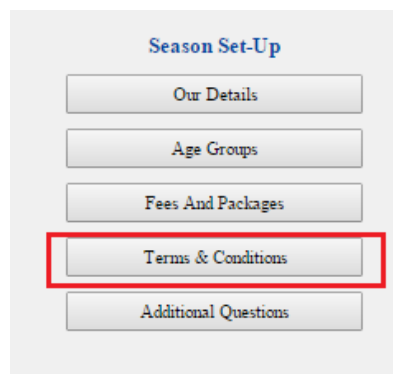 Season Set-Up
Our Details
Age Groups
Fees And Packages
Terms & Conditions
Additional Questions